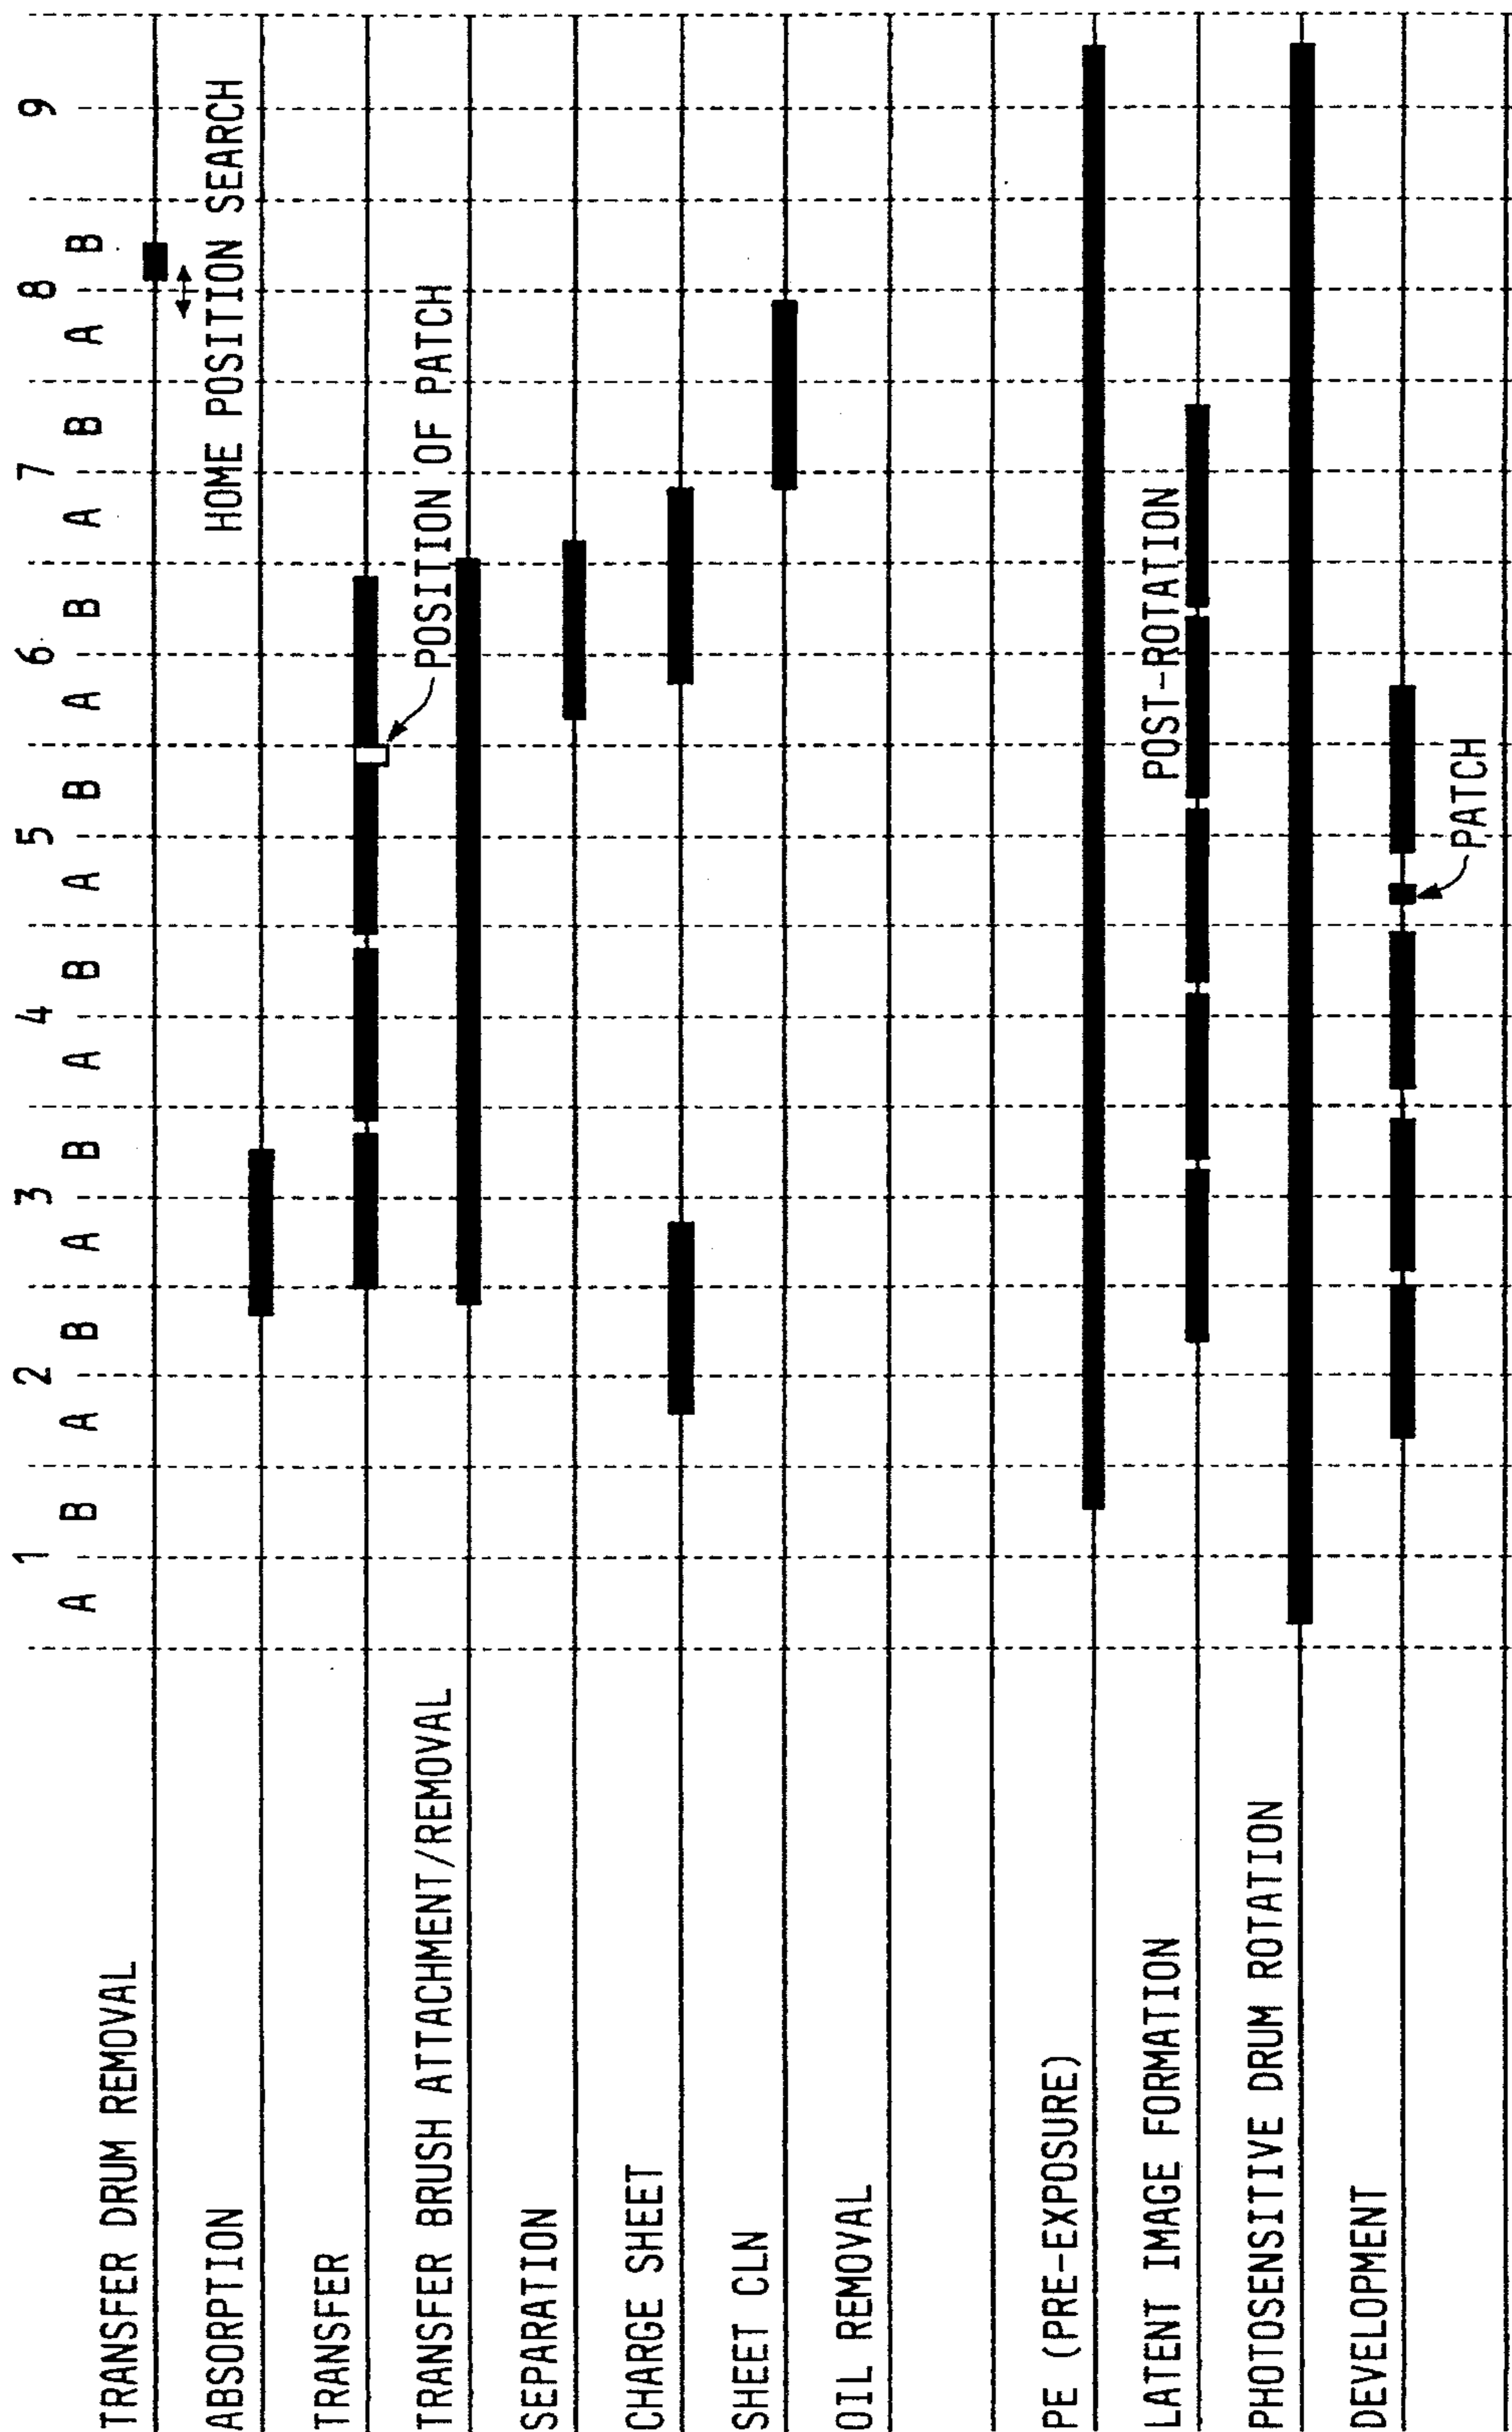 1 2 3 4 5 6 7 8 9
A B A B A B A B A B A B A B A B
TRANSFER DRUM REMOVAL
HOME POSITION SEARCH
ABSORPTION
TRANSFER
POSITION OF PATCH
TRANSFER BRUSH ATTACHMENT/REMOVAL
SEPARATION
CHARGE SHEET
SHEET CLN
OIL REMOVAL
PE (PRE-EXPOSURE)
POST-ROTATION
LATENT IMAGE FORMATION
PHOTOSENSITIVE DRUM ROTATION
DEVELOPMENT
PATCH